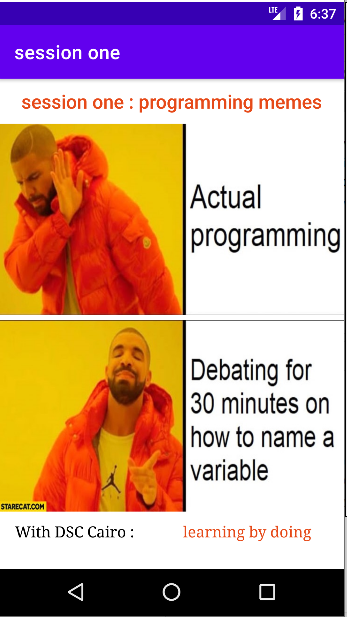 LTE 6:37
session one
session one : programming memes
Actual
programming
Debating for
30 minutes on
how to name a
variable
STARECAT.COM
With DSC Cairo : learning by doing